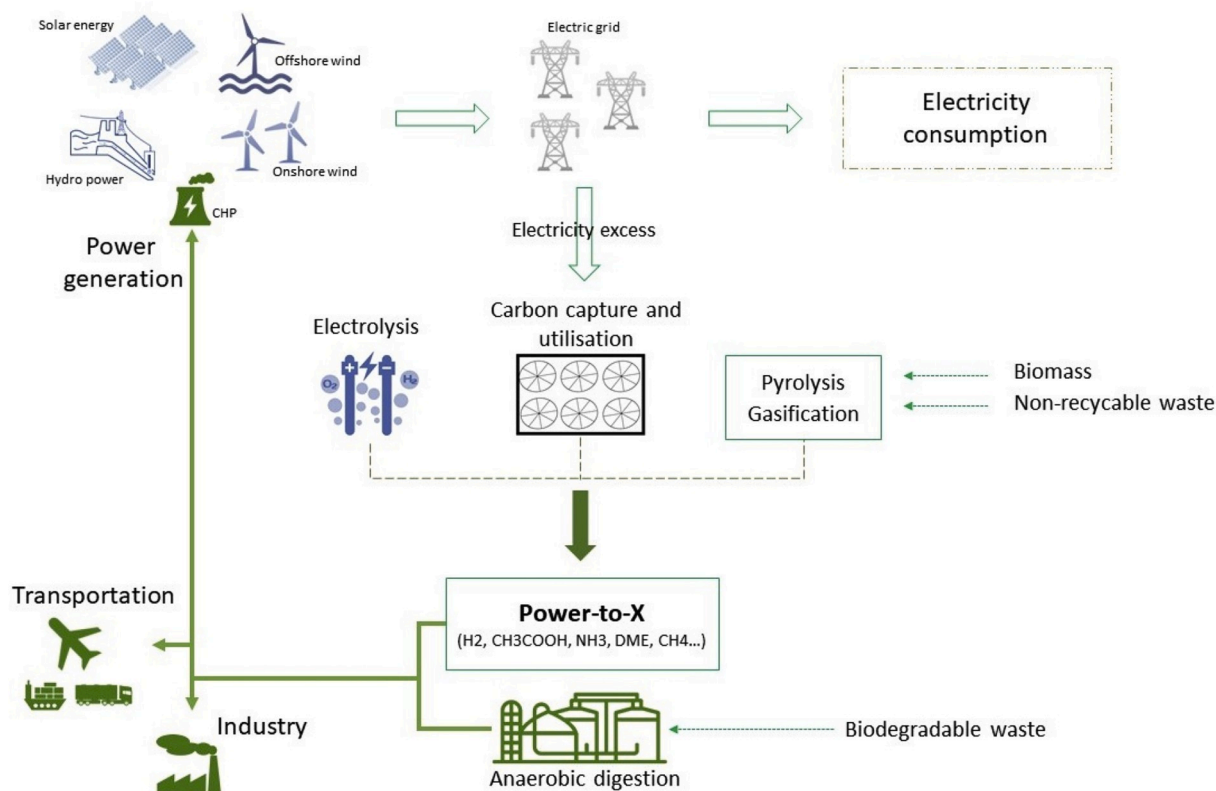 Solar energy
Offshore wind
Hydro power
Onshore wind
CHP
Power
generation
Electric grid
Electricity
consumption
Electricity excess
Electrolysis
O2
H2
Carbon capture and
utilisation
Pyrolysis
Gasification
Biomass
Non-recycable waste
Transportation
Power-to-X
(H2, CH3COOH, NH3, DME, CH4...)
Industry
Biodegradable waste
Anaerobic digestion